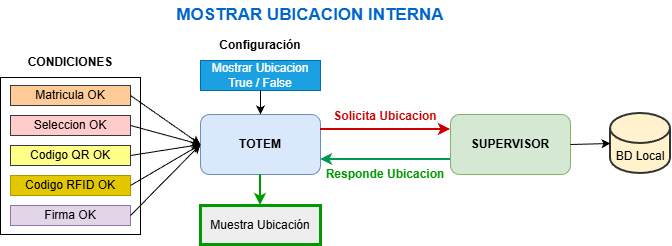 MOSTRAR UBICACION INTERNA
CONDICIONES
Matricula OK
Seleccion OK
Codigo QR OK
Codigo RFID OK
Firma OK
Configuración
Mostrar Ubicacion
True / False
TOTEM
Solicita Ubicacion
Responde Ubicacion
Muestra Ubicación
SUPERVISOR
BD Local